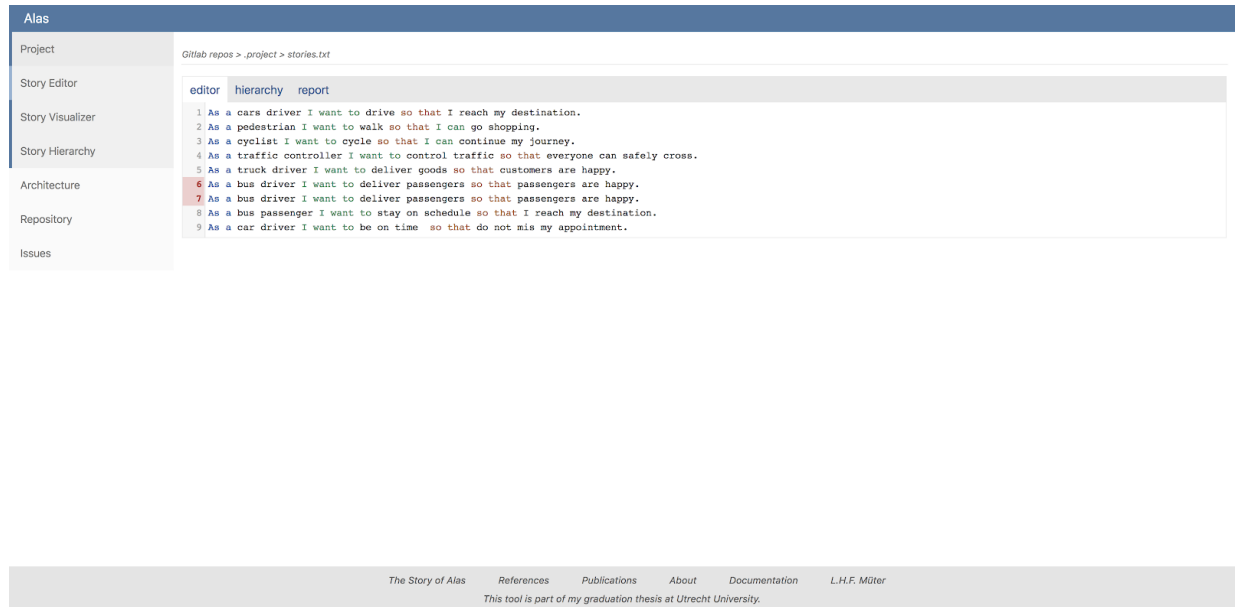 Alas
Project
Story Editor
Story Visualizer
Story Hierarchy
Architecture
Repository
Issues
Gitlab repos > .project > stories.txt
editor hierarchy report
1 As a cars driver I want to drive so that I reach my destination.
2 As a pedestrian I want to walk so that I can go shopping.
3 As a cyclist I want to cycle so that I can continue my journey.
4 As a traffic controller I want to control traffic so that everyone can safely cross.
5 As a truck driver I want to deliver goods so that customers are happy.
6 As a bus driver I want to deliver passengers so that passengers are happy.
7 As a bus driver I want to deliver passengers so that passengers are happy.
8 As a bus passenger I want to stay on schedule so that I reach my destination.
9 As a car driver I want to be on time  so that do not mis my appointment.
The Story of Alas References Publications About Documentation L.H.F. Müter
This tool is part of my graduation thesis at Utrecht University.